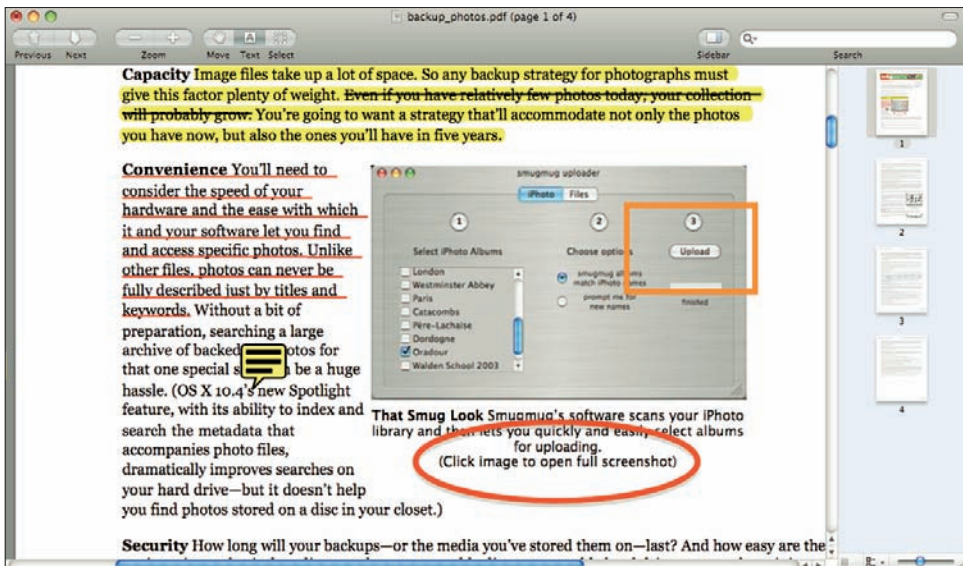 backup_photos.pdf (page 1 of 4)
Previous Next Zoom Move Text Select Sidebar Search
Capacity Image files take up a lot of space. So any backup strategy for photographs must
give this factor plenty of weight. Even if you have relatively few photos today, your collection
will probably grow. You're going to want a strategy that'll accommodate not only the photos
you have now, but also the ones you'll have in five years.
Convenience You'll need to
consider the speed of your
hardware and the ease with which
it and your software let you find
and access specific photos. Unlike
other files, photos can never be
fully described just by titles and
keywords. Without a bit of
preparation, searching a large
archive of backed otos for
that one special be a huge
hassle. (OS X 10.4's new Spotlight
feature, with its ability to index and
search the metadata that
accompanies photo files,
dramatically improves searches on
your hard drive—but it doesn't help
you find photos stored on a disc in your closet.)
smugmug uploader
iPhoto Files
1 2 3
Select iPhoto Albums Choose options Upload
London
Westminster Abbey
Paris
Catacombs
Père-Lachaise
Dordogne
Oradour
Walden School 2003
smugmug albums
match iPhoto names
prompt me for
new names
finished
That Smug Look Smugmug's software scans your iPhoto
library and then lets you quickly and easily select albums
for uploading.
(Click image to open full screenshot)
Security How long will your backups—or the media you've stored them on—last? And how easy are the
1
2
3
4